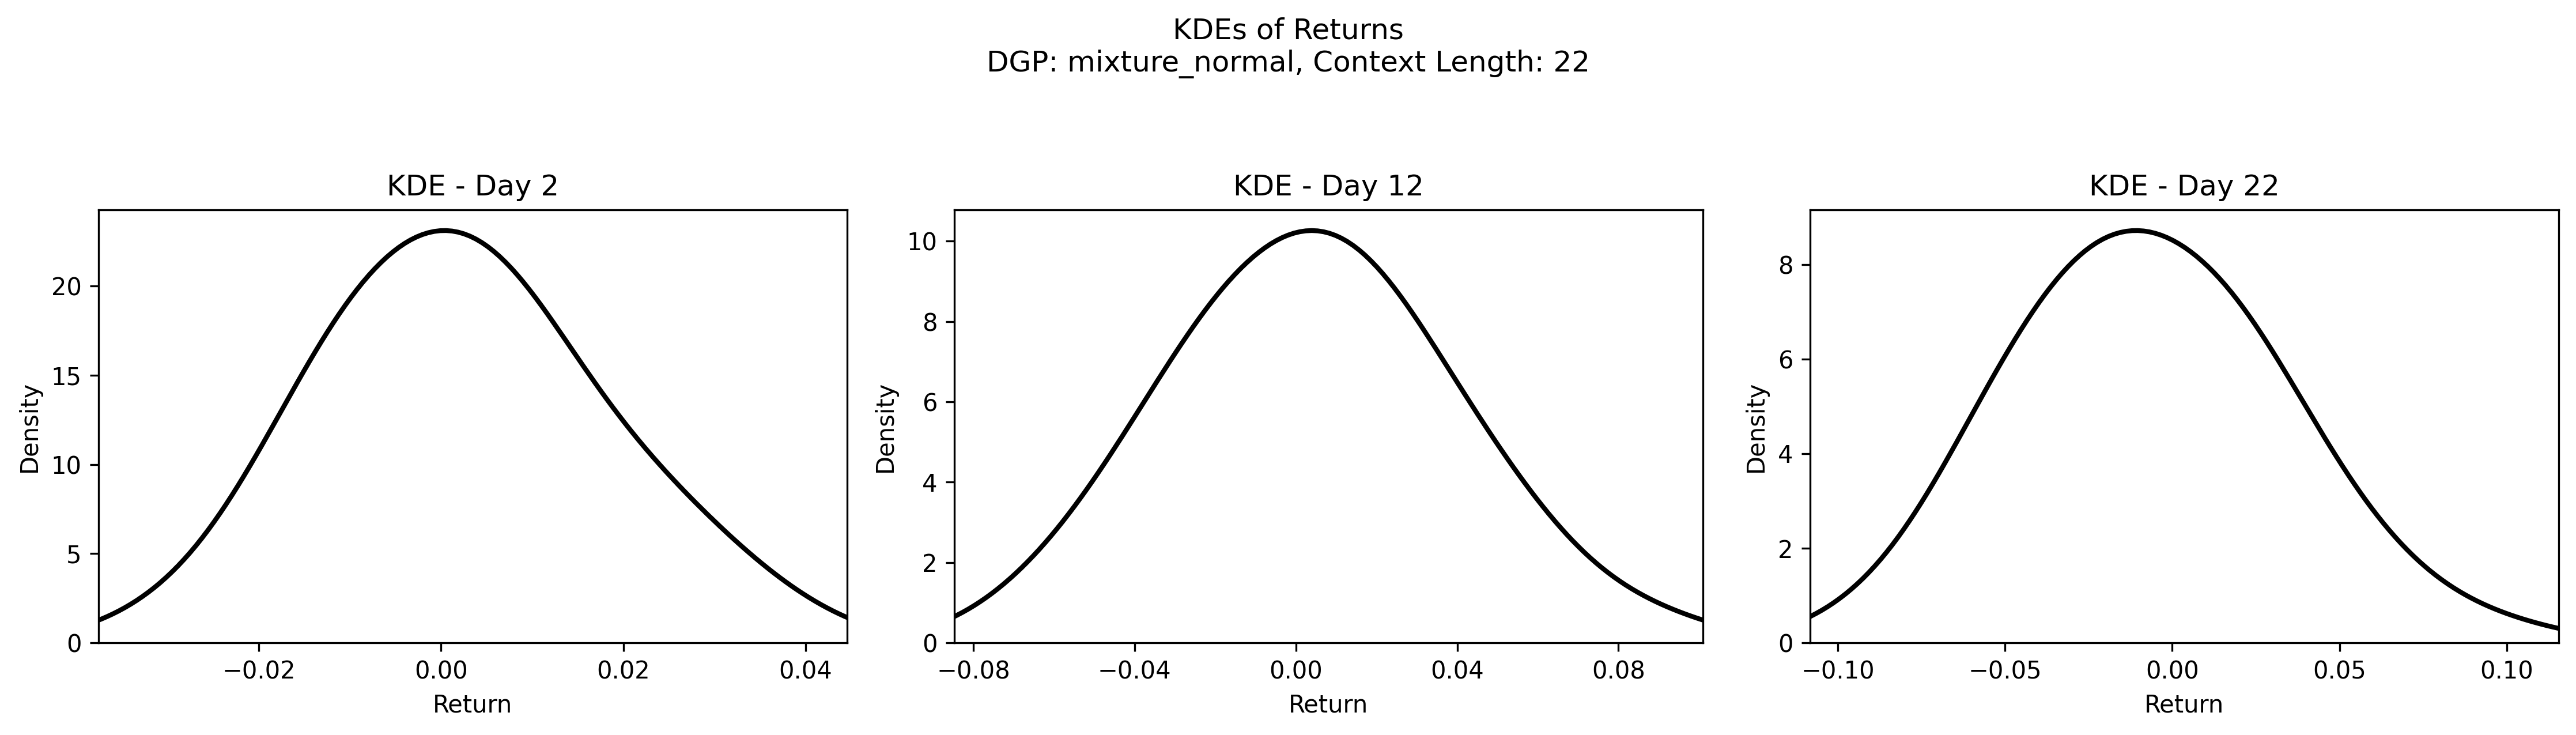 KDEs of Returns
DGP: mixture_normal, Context Length: 22
KDE - Day 2
20
15
10
5
0
Density
−0.02 0.00 0.02 0.04
Return
KDE - Day 12
10
8
6
4
2
0
Density
−0.08 −0.04 0.00 0.04 0.08
Return
KDE - Day 22
8
6
4
2
0
Density
−0.10 −0.05 0.00 0.05 0.10
Return